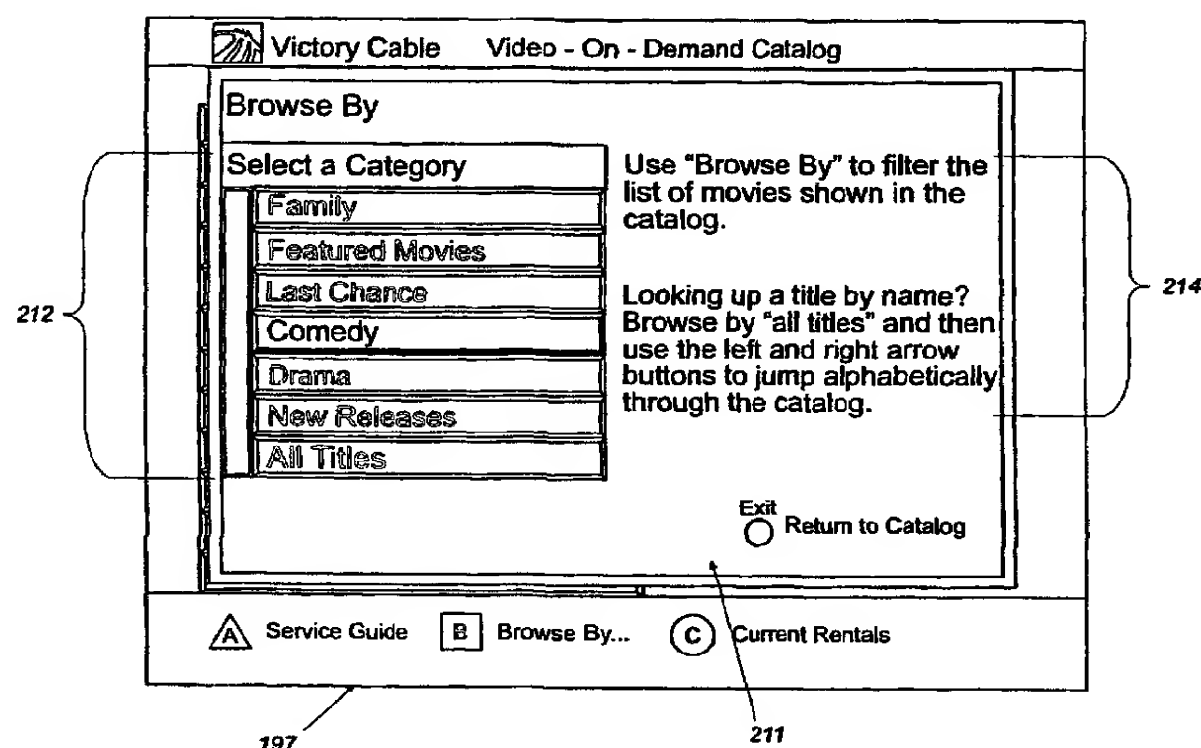 Victory Cable Video - On - Demand Catalog
Browse By
Select a Category
Family
Featured Movies
Last Chance
Comedy
Drama
New Releases
All Titles
Use "Browse By" to filter the
list of movies shown in the
catalog.
Looking up a title by name?
Browse by "all titles" and then
use the left and right arrow
buttons to jump alphabetically
through the catalog.
212
214
Exit
Return to Catalog
A Service Guide B Browse By... C Current Rentals
197
211